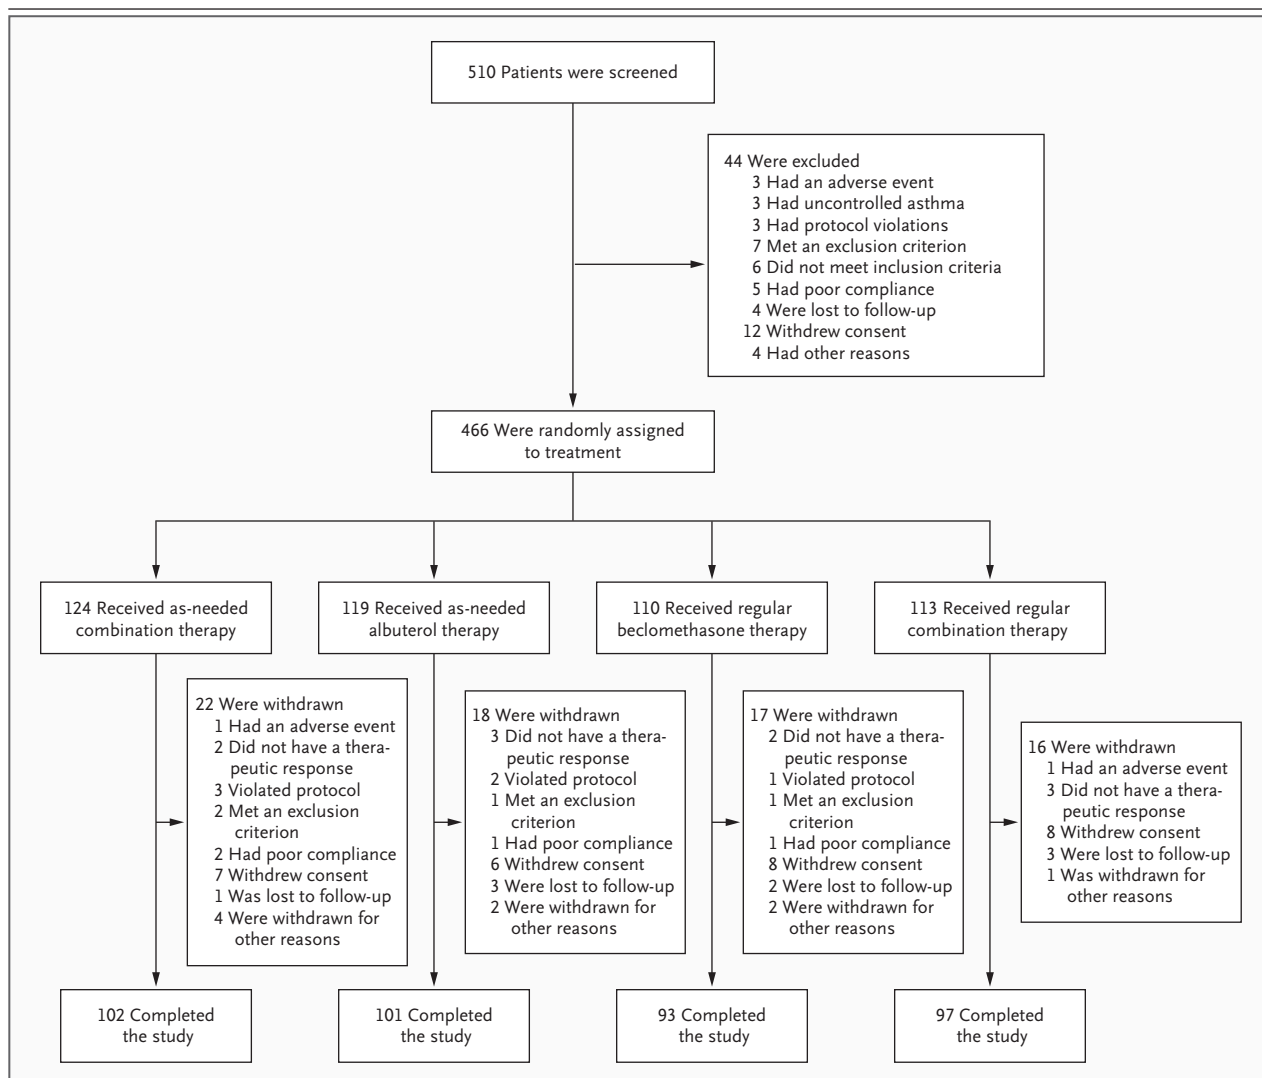 510 Patients were screened
44 Were excluded
3 Had an adverse event
3 Had uncontrolled asthma
3 Had protocol violations
7 Met an exclusion criterion
6 Did not meet inclusion criteria
5 Had poor compliance
4 Were lost to follow-up
12 Withdrew consent
4 Had other reasons
466 Were randomly assigned
to treatment
124 Received as-needed
combination therapy
119 Received as-needed
albuterol therapy
110 Received regular
beclomethasone therapy
113 Received regular
combination therapy
22 Were withdrawn
1 Had an adverse event
2 Did not have a thera-
peutic response
3 Violated protocol
2 Met an exclusion
criterion
2 Had poor compliance
7 Withdrew consent
1 Was lost to follow-up
4 Were withdrawn for
other reasons
18 Were withdrawn
3 Did not have a thera-
peutic response
2 Violated protocol
1 Met an exclusion
criterion
1 Had poor compliance
6 Withdrew consent
3 Were lost to follow-up
2 Were withdrawn for
other reasons
17 Were withdrawn
2 Did not have a thera-
peutic response
1 Violated protocol
1 Met an exclusion
criterion
1 Had poor compliance
8 Withdrew consent
2 Were lost to follow-up
2 Were withdrawn for
other reasons
16 Were withdrawn
1 Had an adverse event
3 Did not have a thera-
peutic response
8 Withdrew consent
3 Were lost to follow-up
1 Was withdrawn for
other reasons
102 Completed
the study
101 Completed
the study
93 Completed
the study
97 Completed
the study